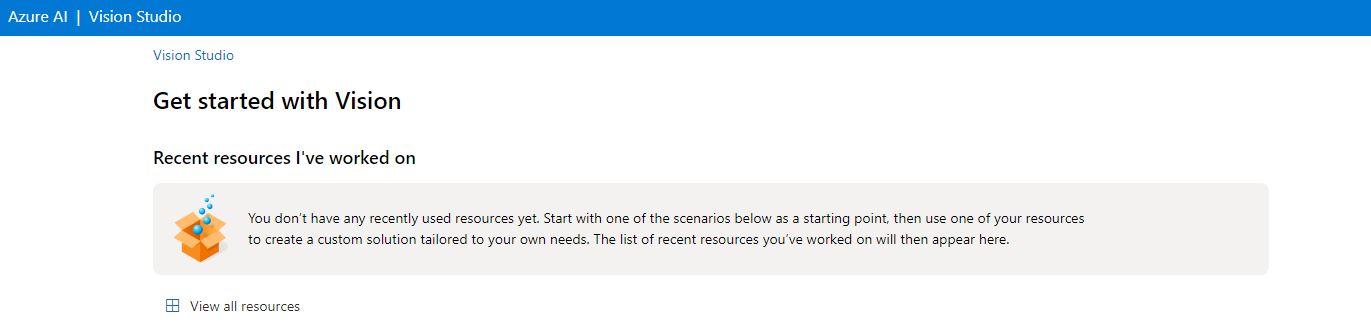 Azure AI | Vision Studio
Vision Studio
Get started with Vision
Recent resources I've worked on
You don't have any recently used resources yet. Start with one of the scenarios below as a starting point, then use one of your resources
to create a custom solution tailored to your own needs. The list of recent resources you've worked on will then appear here.
View all resources